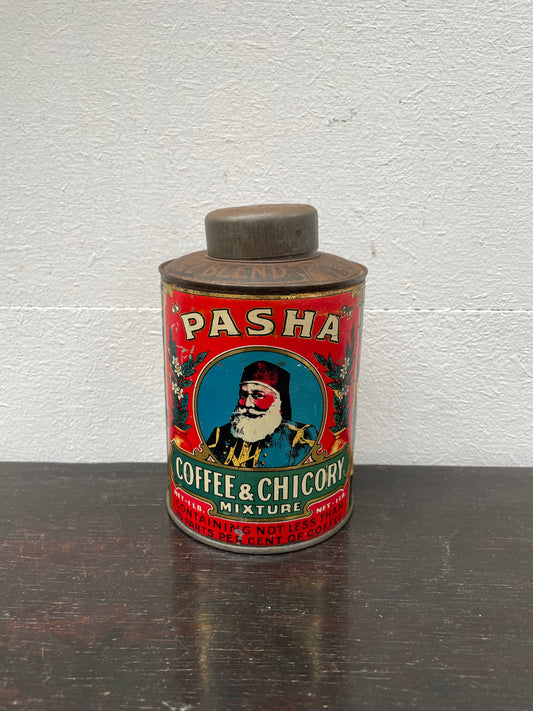 BLEND
"PASHA"
COFFEE & CHICORY
MIXTURE
NET 1 LB. NET 1 LB.
CONTAINING NOT LESS THAN
PARTS PER CENT OF COFFEE